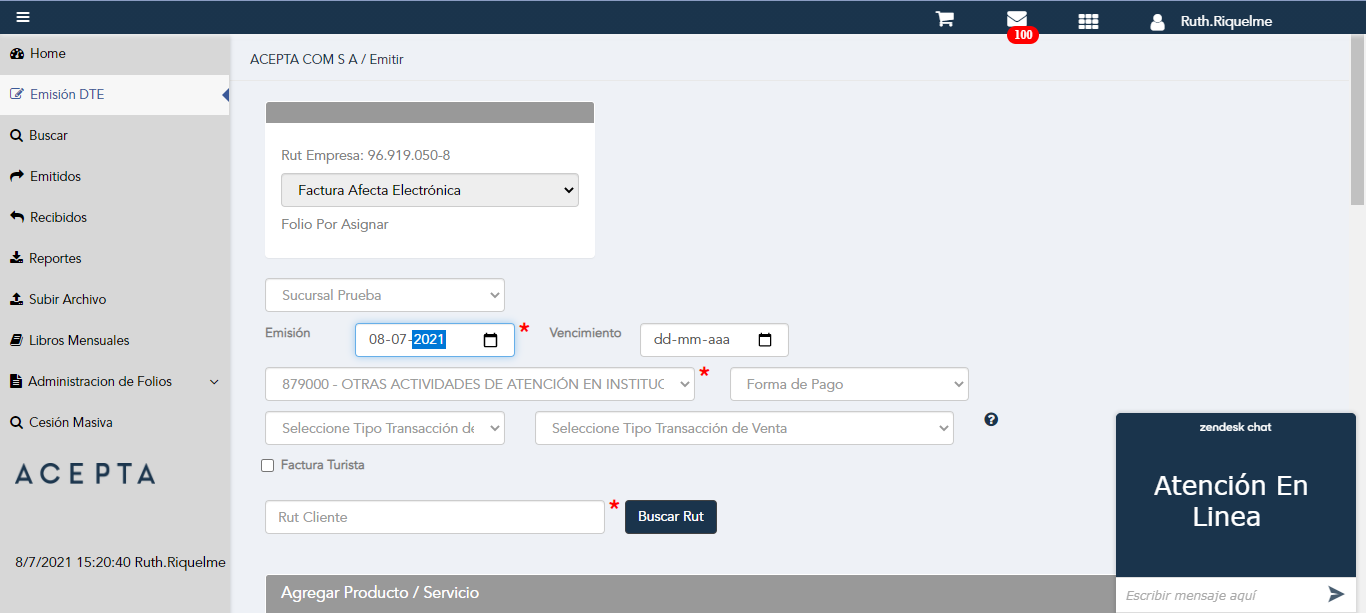 100
Ruth.Riquelme
Home
Emisión DTE
Buscar
Emitidos
Recibidos
Reportes
Subir Archivo
Libros Mensuales
Administracion de Folios
Cesión Masiva
ACEPTA
8/7/2021 15:20:40 Ruth.Riquelme
ACEPTA COM S A / Emitir
Rut Empresa: 96.919.050-8
Factura Afecta Electrónica
Folio Por Asignar
Sucursal Prueba
Emisión 08-07-2021 * Vencimiento dd-mm-aaa
879000 - OTRAS ACTIVIDADES DE ATENCIÓN EN INSTITUC * Forma de Pago
Seleccione Tipo Transacción de Seleccione Tipo Transacción de Venta ?
Factura Turista
Rut Cliente * Buscar Rut
Agregar Producto / Servicio
zendesk chat
Atención En
Linea
Escribir mensaje aquí